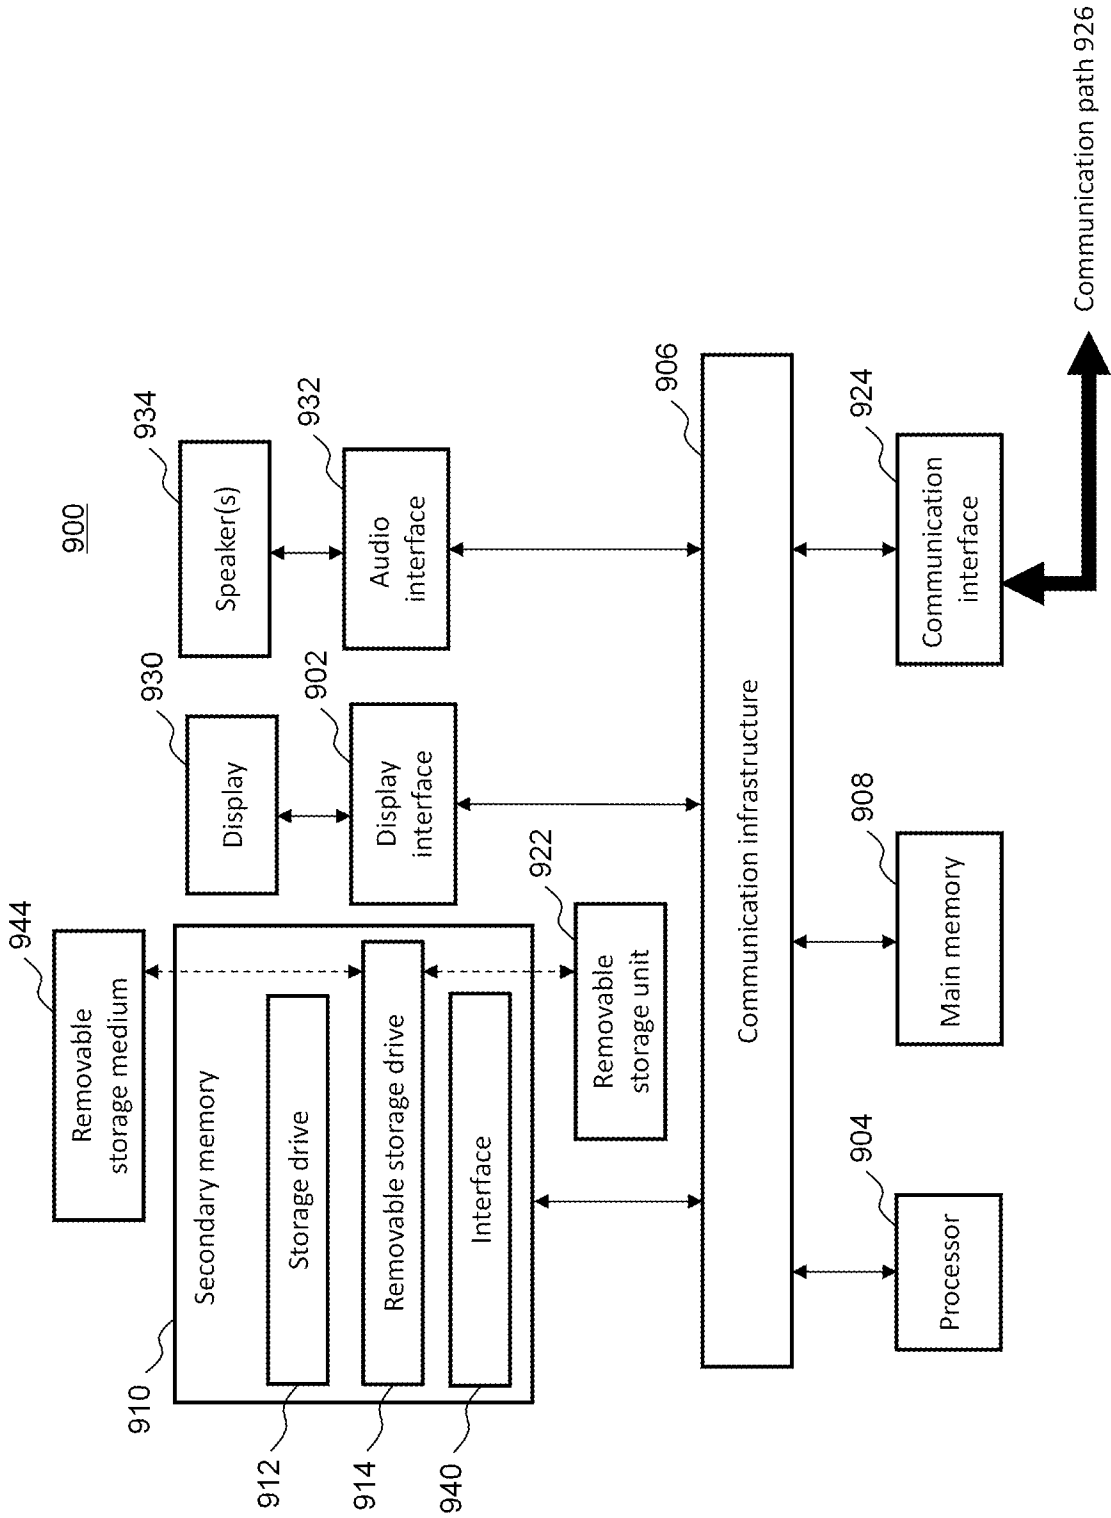 900
944
Removable
storage medium
930
Display
934
Speaker(s)
910
Secondary memory
912
Storage drive
914
Removable storage drive
940
Interface
902
Display
interface
932
Audio
interface
922
Removable
storage unit
906
Communication infrastructure
904
Processor
908
Main memory
924
Communication
interface
Communication path 926